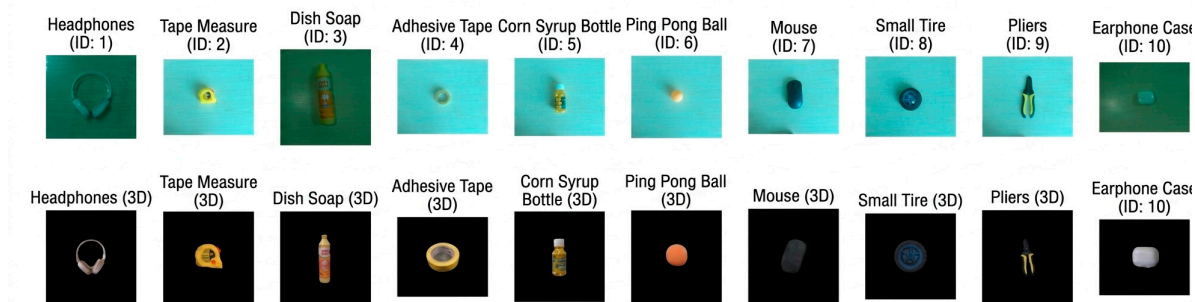 Headphones
(ID: 1)
Tape Measure
(ID: 2)
Dish Soap
(ID: 3)
Adhesive Tape
(ID: 4)
Corn Syrup Bottle
(ID: 5)
Ping Pong Ball
(ID: 6)
Mouse
(ID: 7)
Small Tire
(ID: 8)
Pliers
(ID: 9)
Earphone Case
(ID: 10)
Headphones (3D)
Tape Measure
(3D)
Dish Soap (3D)
Adhesive Tape
(3D)
Corn Syrup
Bottle (3D)
Ping Pong Ball
(3D)
Mouse (3D)
Small Tire (3D)
Pliers (3D)
Earphone Case
(ID: 10)